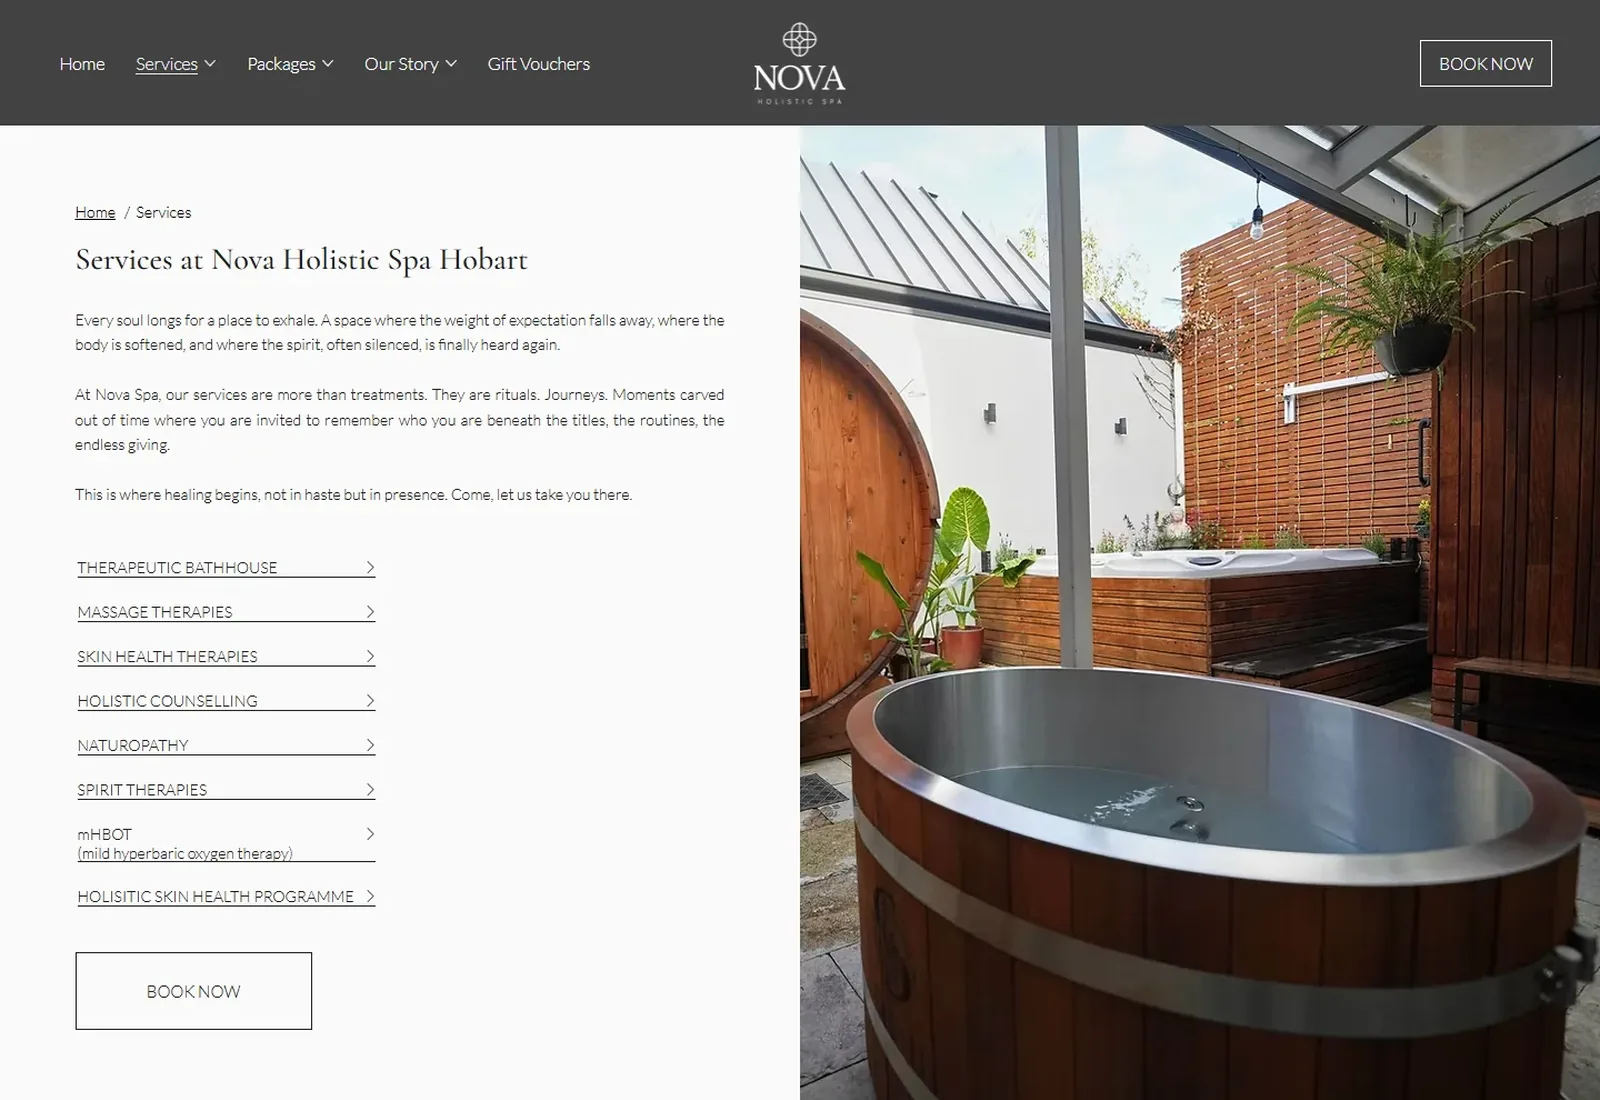 Home
Services
Packages
Our Story
Gift Vouchers
NOVA
HOLISTIC SPA
BOOK NOW
Home / Services
Services at Nova Holistic Spa Hobart
Every soul longs for a place to exhale. A space where the weight of expectation falls away, where the
body is softened, and where the spirit, often silenced, is finally heard again.
At Nova Spa, our services are more than treatments. They are rituals. Journeys. Moments carved
out of time where you are invited to remember who you are beneath the titles, the routines, the
endless giving.
This is where healing begins, not in haste but in presence. Come, let us take you there.
THERAPEUTIC BATHHOUSE
MASSAGE THERAPIES
SKIN HEALTH THERAPIES
HOLISTIC COUNSELLING
NATUROPATHY
SPIRIT THERAPIES
mHBOT
(mild hyperbaric oxygen therapy)
HOLISITIC SKIN HEALTH PROGRAMME
BOOK NOW